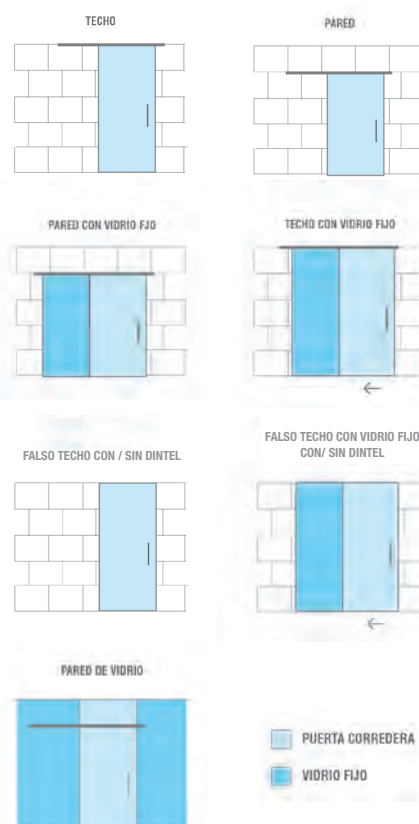 TECHO
PARED
PARED CON VIDRIO FJO
TECHO CON VIDRIO FIJO
FALSO TECHO CON / SIN DINTEL
FALSO TECHO CON VIDRIO FIJO
CON/ SIN DINTEL
PARED DE VIDRIO
PUERTA CORREDERA
VIDRIO FIJO